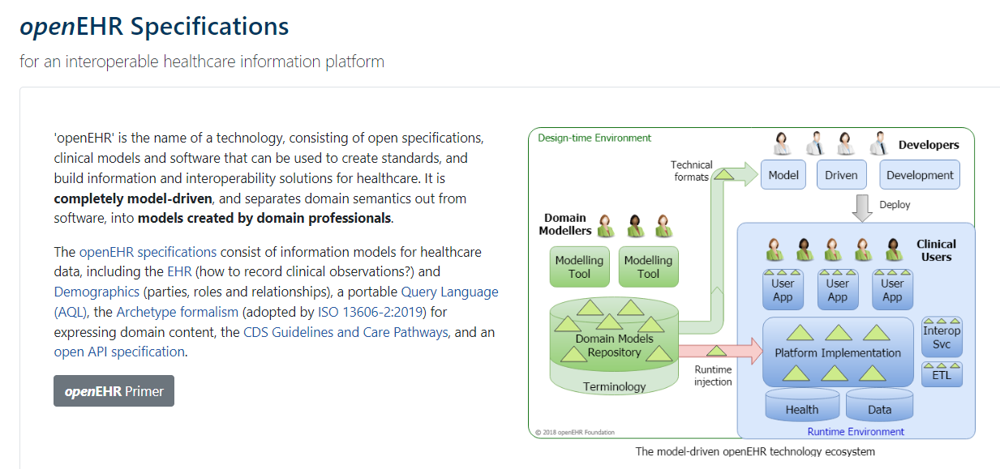 openEHR Specifications
for an interoperable healthcare information platform
'openEHR' is the name of a technology, consisting of open specifications,
clinical models and software that can be used to create standards, and
build information and interoperability solutions for healthcare. It is
completely model-driven, and separates domain semantics out from
software, into models created by domain professionals.
The openEHR specifications consist of information models for healthcare
data, including the EHR (how to record clinical observations?) and
Demographics (parties, roles and relationships), a portable Query Language
(AQL), the Archetype formalism (adopted by ISO 13606-2:2019) for
expressing domain content, the CDS Guidelines and Care Pathways, and an
open API specification.
openEHR Primer
Design-time Environment
Developers
Technical
formats
Model
Driven
Development
Deploy
Domain
Modellers
Modelling
Tool
Modelling
Tool
Clinical
Users
User
App
User
App
User
App
Domain Models
Repository
Terminology
Runtime
injection
Platform Implementation
Interop
Svc
ETL
Health
Data
Runtime Environment
© 2018 openEHR Foundation
The model-driven openEHR technology ecosystem